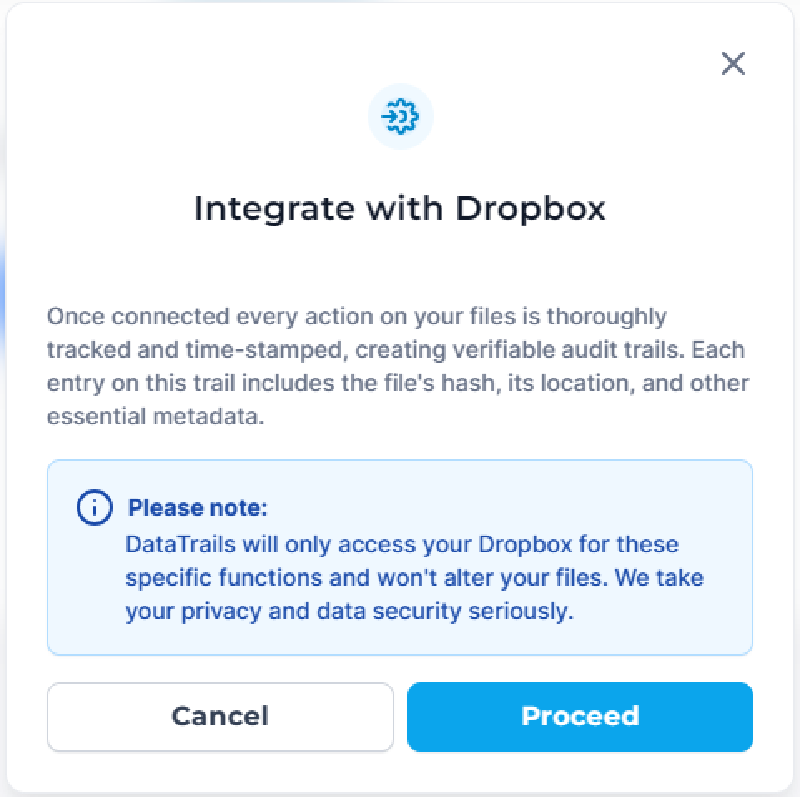 Integrate with Dropbox
Once connected every action on your files is thoroughly
tracked and time-stamped, creating verifiable audit trails. Each
entry on this trail includes the file's hash, its location, and other
essential metadata.
Please note:
DataTrails will only access your Dropbox for these
specific functions and won't alter your files. We take
your privacy and data security seriously.
Cancel
Proceed